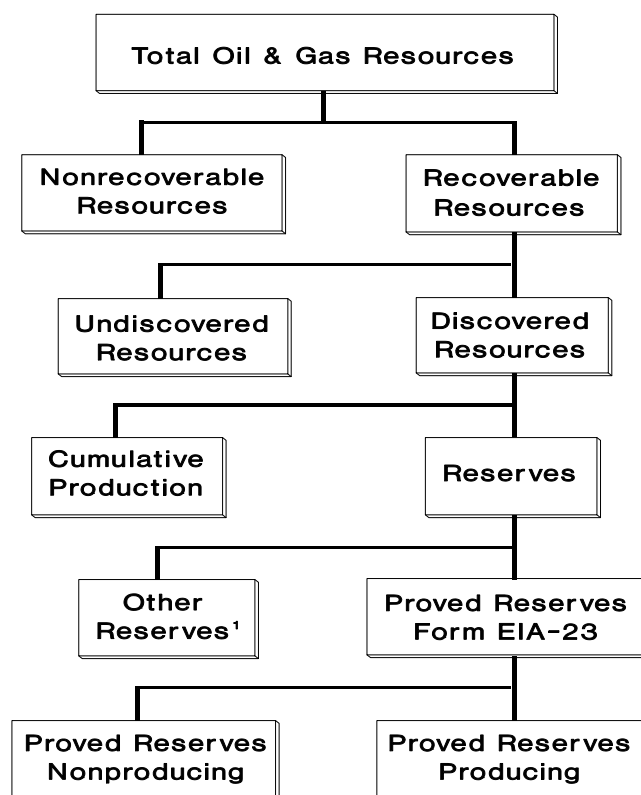 Total Oil & Gas Resources
Nonrecoverable
Resources
Recoverable
Resources
Undiscovered
Resources
Discovered
Resources
Cumulative
Production
Reserves
Other
Reserves¹
Proved Reserves
Form EIA-23
Proved Reserves
Nonproducing
Proved Reserves
Producing